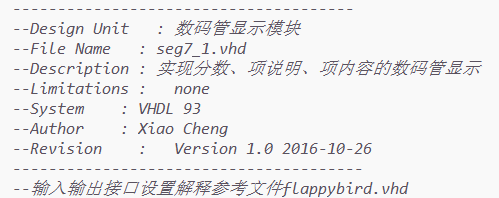 --------------------------------------
--Design Unit : 数码管显示模块
--File Name : seg7_1.vhd
--Description : 实现分数、项说明、项内容的数码管显示
--Limitations : none
--System : VHDL 93
--Author : Xiao Cheng
--Revision : Version 1.0 2016-10-26
---------------------------------------
--输入输出接口设置解释参考文件flappybird.vhd